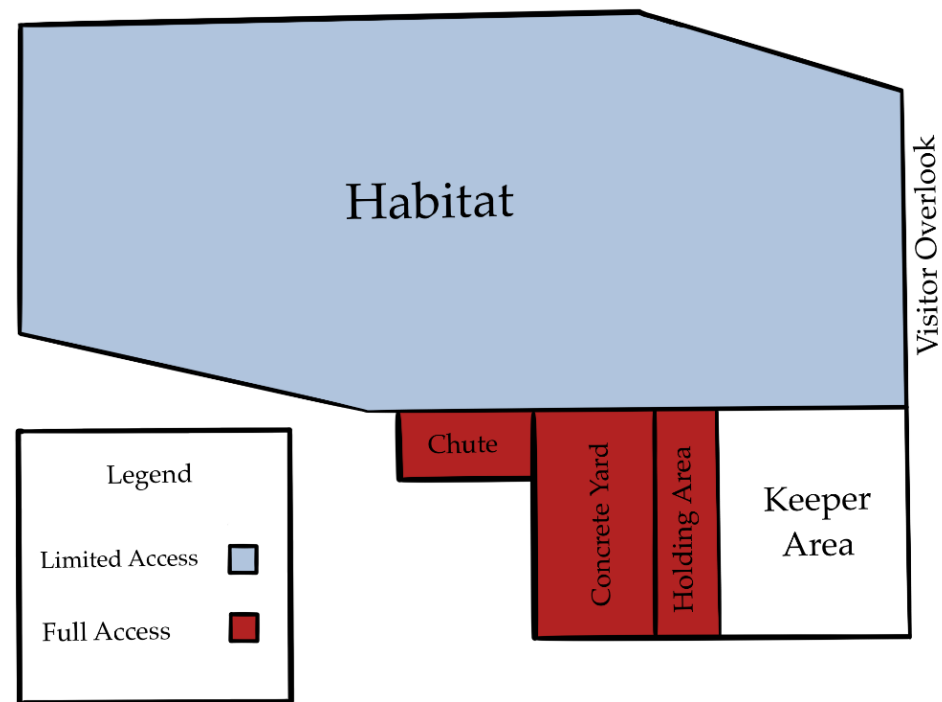 Habitat
Visitor Overlook
Chute
Concrete Yard
Holding Area
Keeper
Area
Legend
Limited Access
Full Access